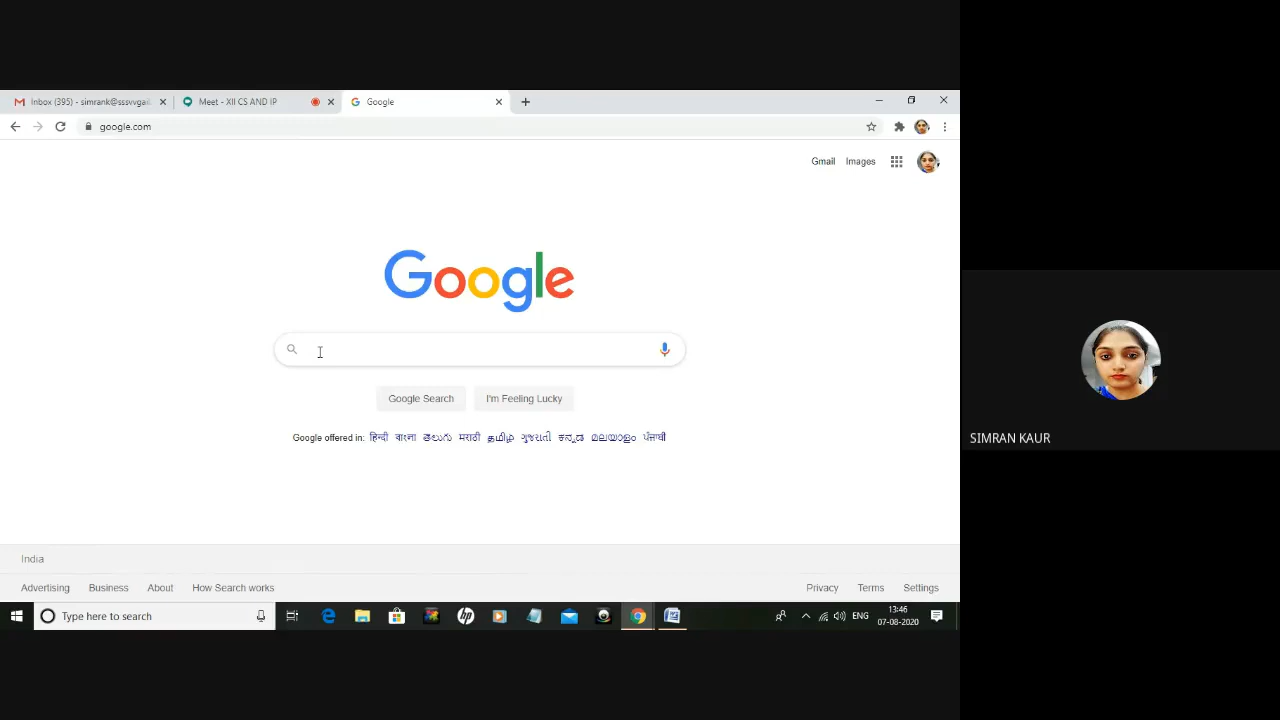 Inbox (395) - simrank@sssvvgai
Meet - XII CS AND IP
Google
google.com
Gmail Images
Google
Google Search
I'm Feeling Lucky
Google offered in: हिन्दी বাংলা తెలుగు मराठी தமிழ் ગુજરાતી ಕನ್ನಡ മലയാളം ਪੰਜਾਬੀ
SIMRAN KAUR
India
Advertising Business About How Search works
Privacy Terms Settings
Type here to search
hp
ENG
13:46
07-08-2020